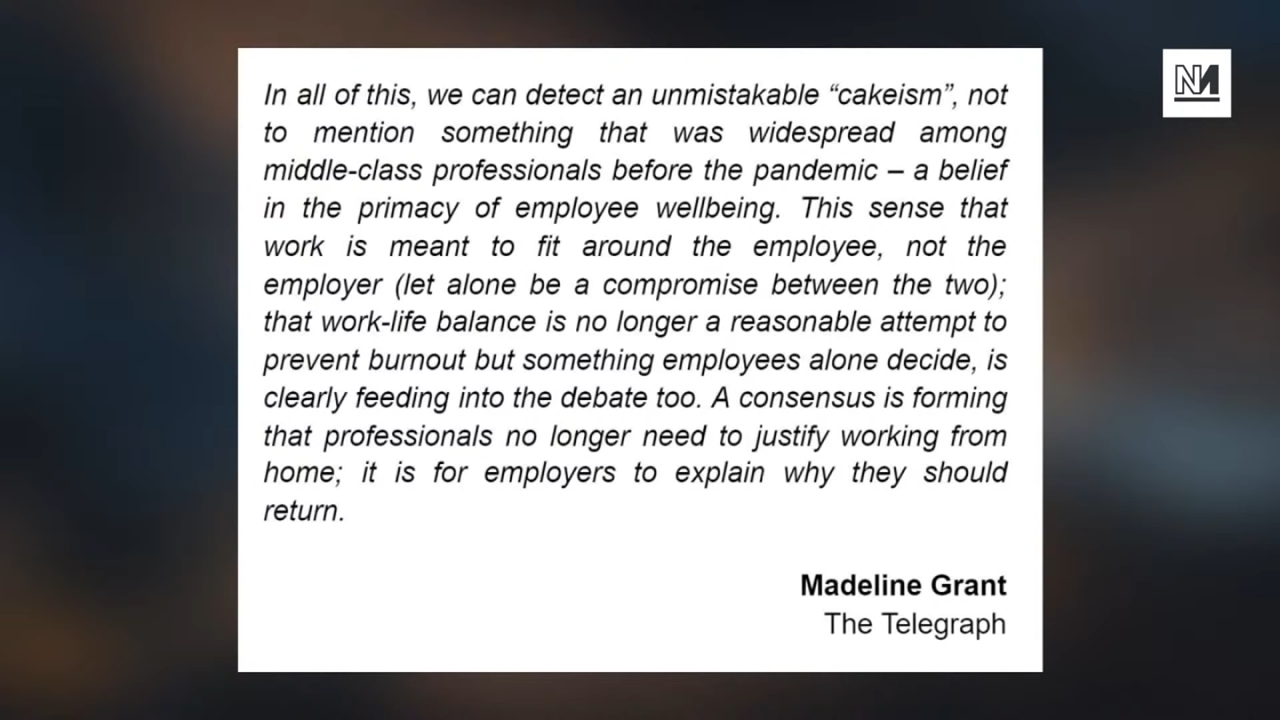 In all of this, we can detect an unmistakable “cakeism”, not
to mention something that was widespread among
middle-class professionals before the pandemic – a belief
in the primacy of employee wellbeing. This sense that
work is meant to fit around the employee, not the
employer (let alone be a compromise between the two);
that work-life balance is no longer a reasonable attempt to
prevent burnout but something employees alone decide, is
clearly feeding into the debate too. A consensus is forming
that professionals no longer need to justify working from
home; it is for employers to explain why they should
return.
Madeline Grant
The Telegraph
NM